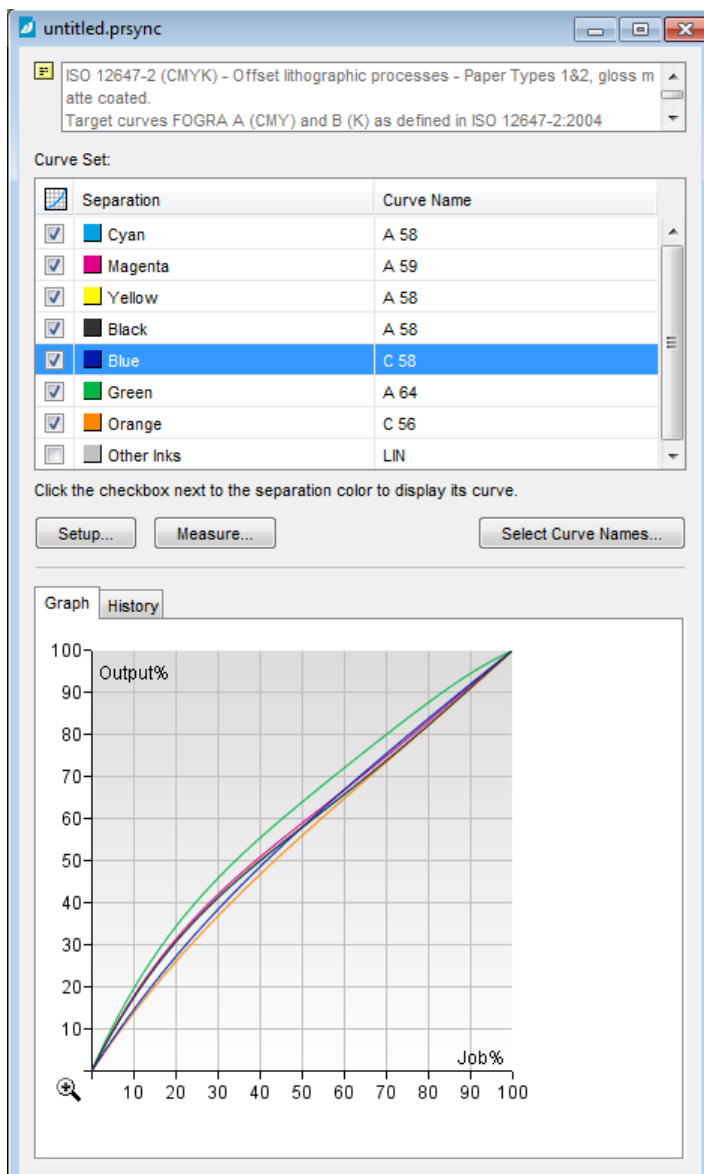 untitled.prsync
ISO 12647-2 (CMYK) - Offset lithographic processes - Paper Types 1&2, gloss m
atte coated.
Target curves FOGRA A (CMY) and B (K) as defined in ISO 12647-2:2004
Curve Set:
Separation Curve Name
Cyan A 58
Magenta A 59
Yellow A 58
Black A 58
Blue C 58
Green A 64
Orange C 56
Other Inks LIN
Click the checkbox next to the separation color to display its curve.
Setup... Measure... Select Curve Names...
Graph History
100
Output%
90
80
70
60
50
40
30
20
10
Job%
10 20 30 40 50 60 70 80 90 100